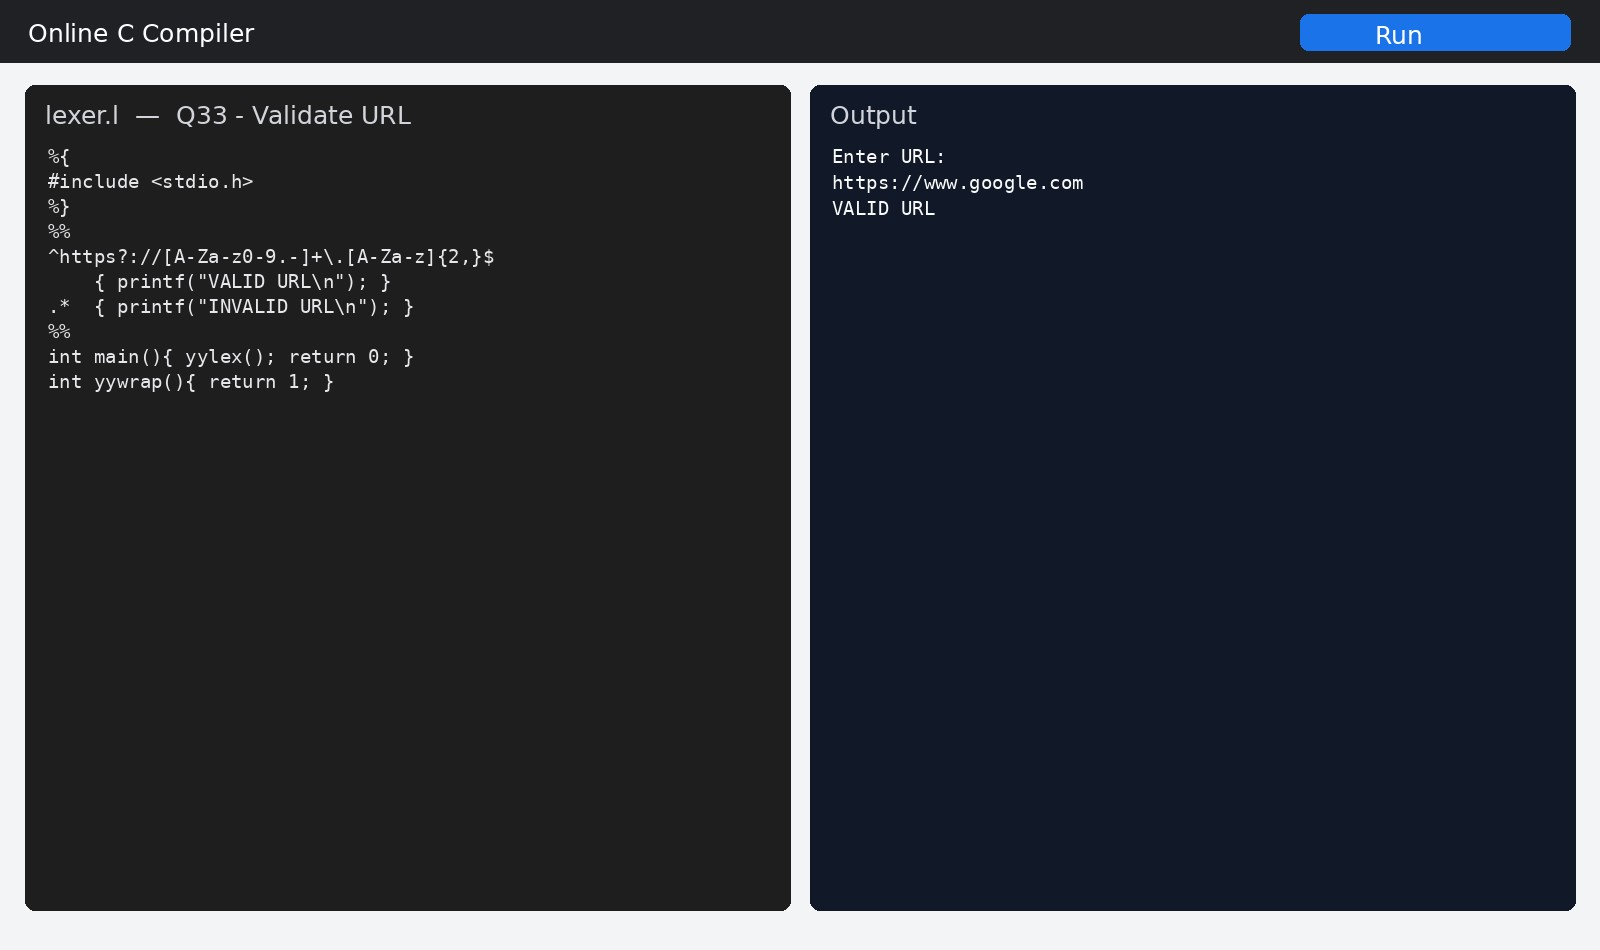 Online C Compiler
Run
lexer.l  —  Q33 - Validate URL
%{
#include <stdio.h>
%}
%%
^https?://[A-Za-z0-9.-]+\.[A-Za-z]{2,}$
    { printf("VALID URL\n"); }
.*  { printf("INVALID URL\n"); }
%%
int main(){ yylex(); return 0; }
int yywrap(){ return 1; }
Output
Enter URL:
https://www.google.com
VALID URL